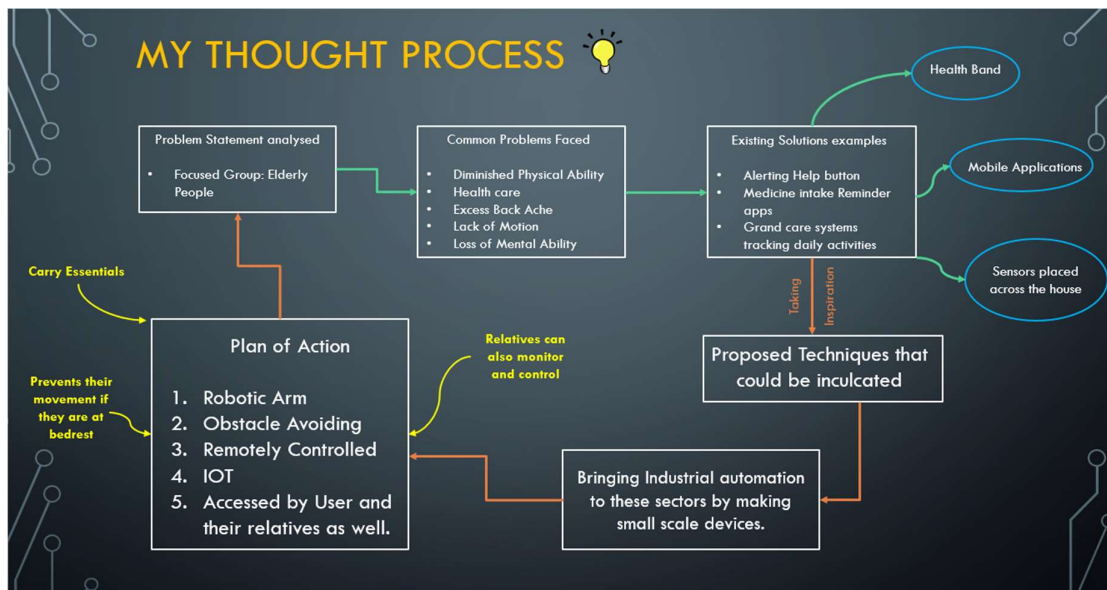 MY THOUGHT PROCESS
Problem Statement analysed
• Focused Group: Elderly
People
Common Problems Faced
• Diminished Physical Ability
• Health care
• Excess Back Ache
• Lack of Motion
• Loss of Mental Ability
Existing Solutions examples
• Alerting Help button
• Medicine intake Reminder
apps
• Grand care systems
tracking daily activities
Health Band
Mobile Applications
Sensors placed
across the house
Taking
Inspiration
Proposed Techniques that
could be inculcated
Bringing Industrial automation
to these sectors by making
small scale devices.
Plan of Action
1. Robotic Arm
2. Obstacle Avoiding
3. Remotely Controlled
4. IOT
5. Accessed by User and
their relatives as well.
Carry Essentials
Prevents their
movement if
they are at
bedrest
Relatives can
also monitor
and control